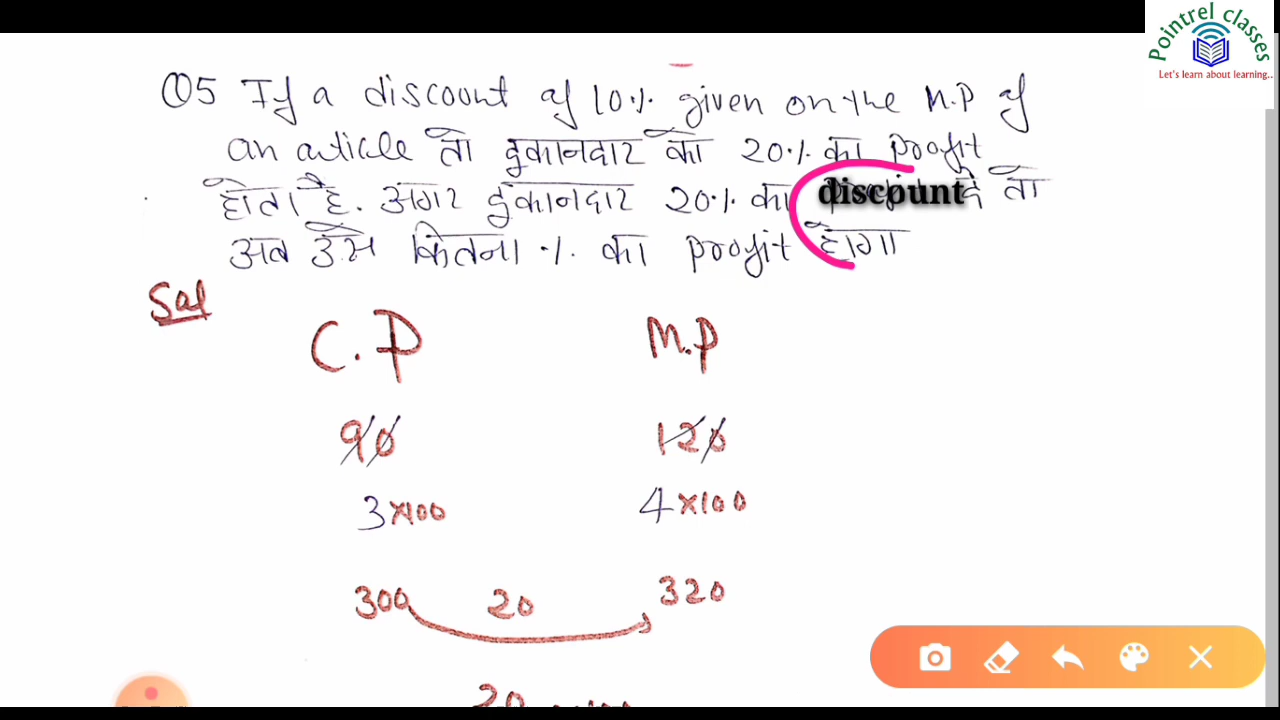 Pointrel classes
Let's learn about learning..
Q5 If a discount of 10% given on the M.P of
an article तो दुकानदार को 20% का profit
होता है. अगर दुकानदार 20% का discount दे तो
अब उसे कितना % का profit होगा
Sol
C.P M.P
90 120
3×100 4×100
300 20 320
20